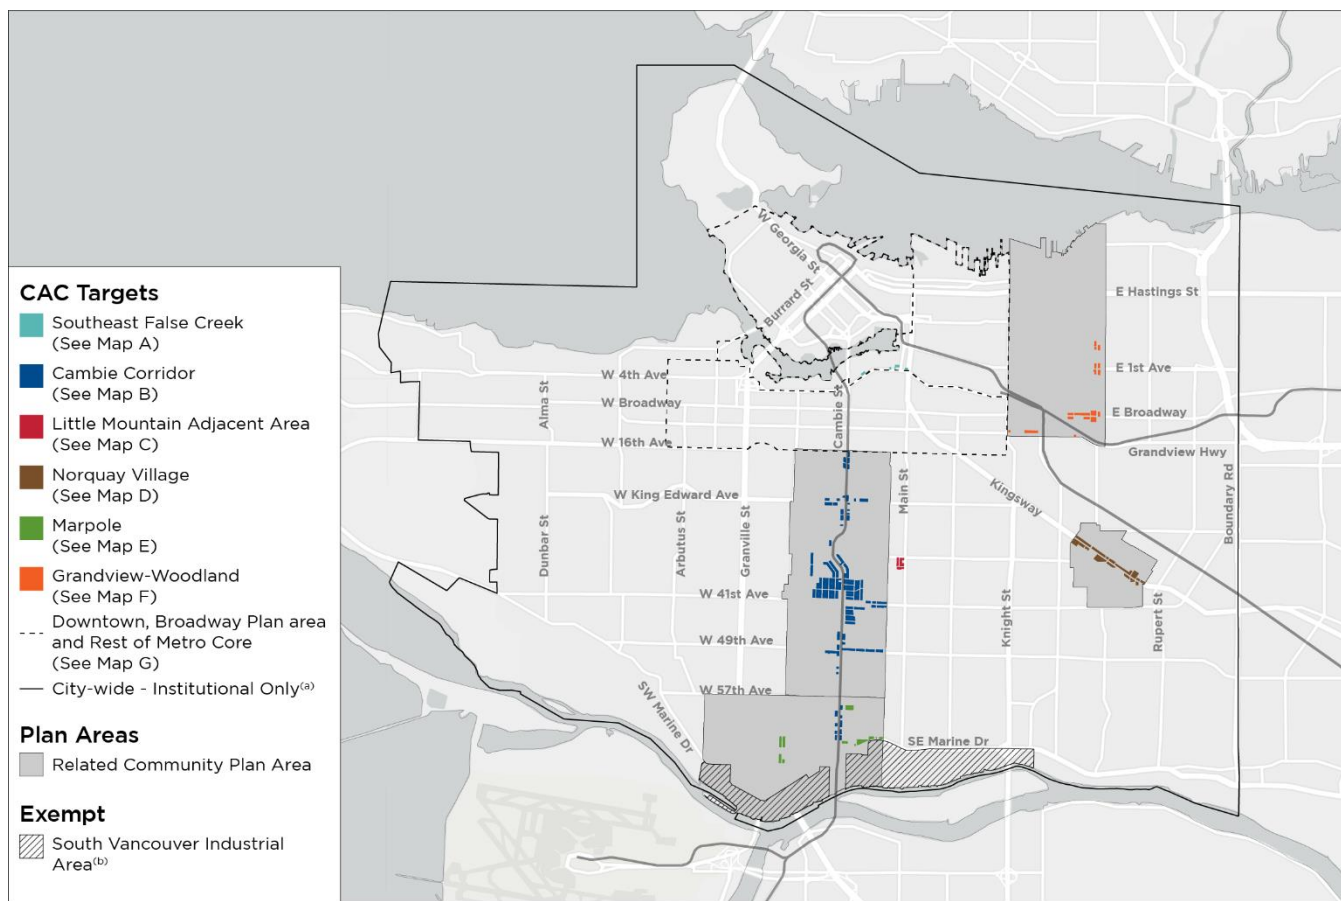 CAC Targets
Southeast False Creek
(See Map A)
Cambie Corridor
(See Map B)
Little Mountain Adjacent Area
(See Map C)
Norquay Village
(See Map D)
Marpole
(See Map E)
Grandview-Woodland
(See Map F)
Downtown, Broadway Plan area
and Rest of Metro Core
(See Map G)
City-wide - Institutional Only(a)
Plan Areas
Related Community Plan Area
Exempt
South Vancouver Industrial
Area(b)
W Georgia St
Burrard St
E Hastings St
E 1st Ave
E Broadway
Grandview Hwy
W 4th Ave
W Broadway
W 16th Ave
Alma St
Cambie St
W King Edward Ave
Main St
Kingsway
Boundary Rd
Dunbar St
Arbutus St
Granville St
W 41st Ave
Knight St
Rupert St
W 49th Ave
W 57th Ave
SW Marine Dr
SE Marine Dr